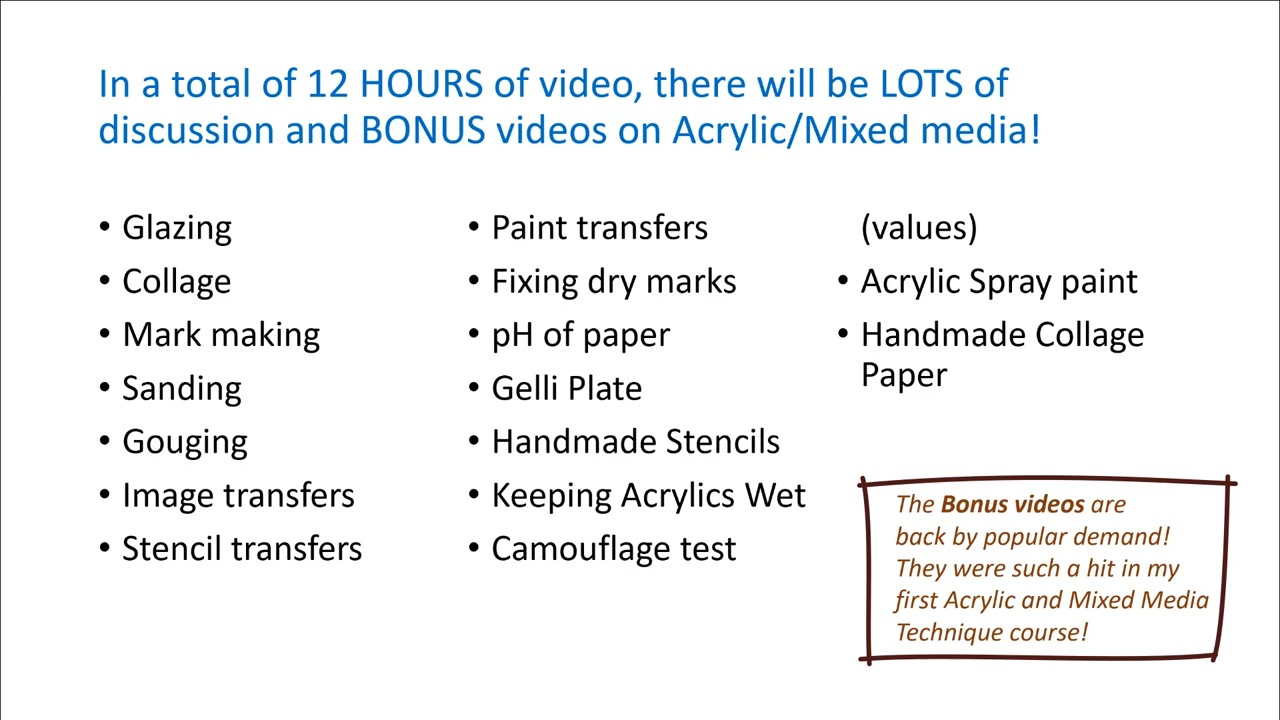 In a total of 12 HOURS of video, there will be LOTS of
discussion and BONUS videos on Acrylic/Mixed media!
• Glazing
• Collage
• Mark making
• Sanding
• Gouging
• Image transfers
• Stencil transfers
• Paint transfers
• Fixing dry marks
• pH of paper
• Gelli Plate
• Handmade Stencils
• Keeping Acrylics Wet
• Camouflage test
(values)
• Acrylic Spray paint
• Handmade Collage
Paper
The Bonus videos are
back by popular demand!
They were such a hit in my
first Acrylic and Mixed Media
Technique course!